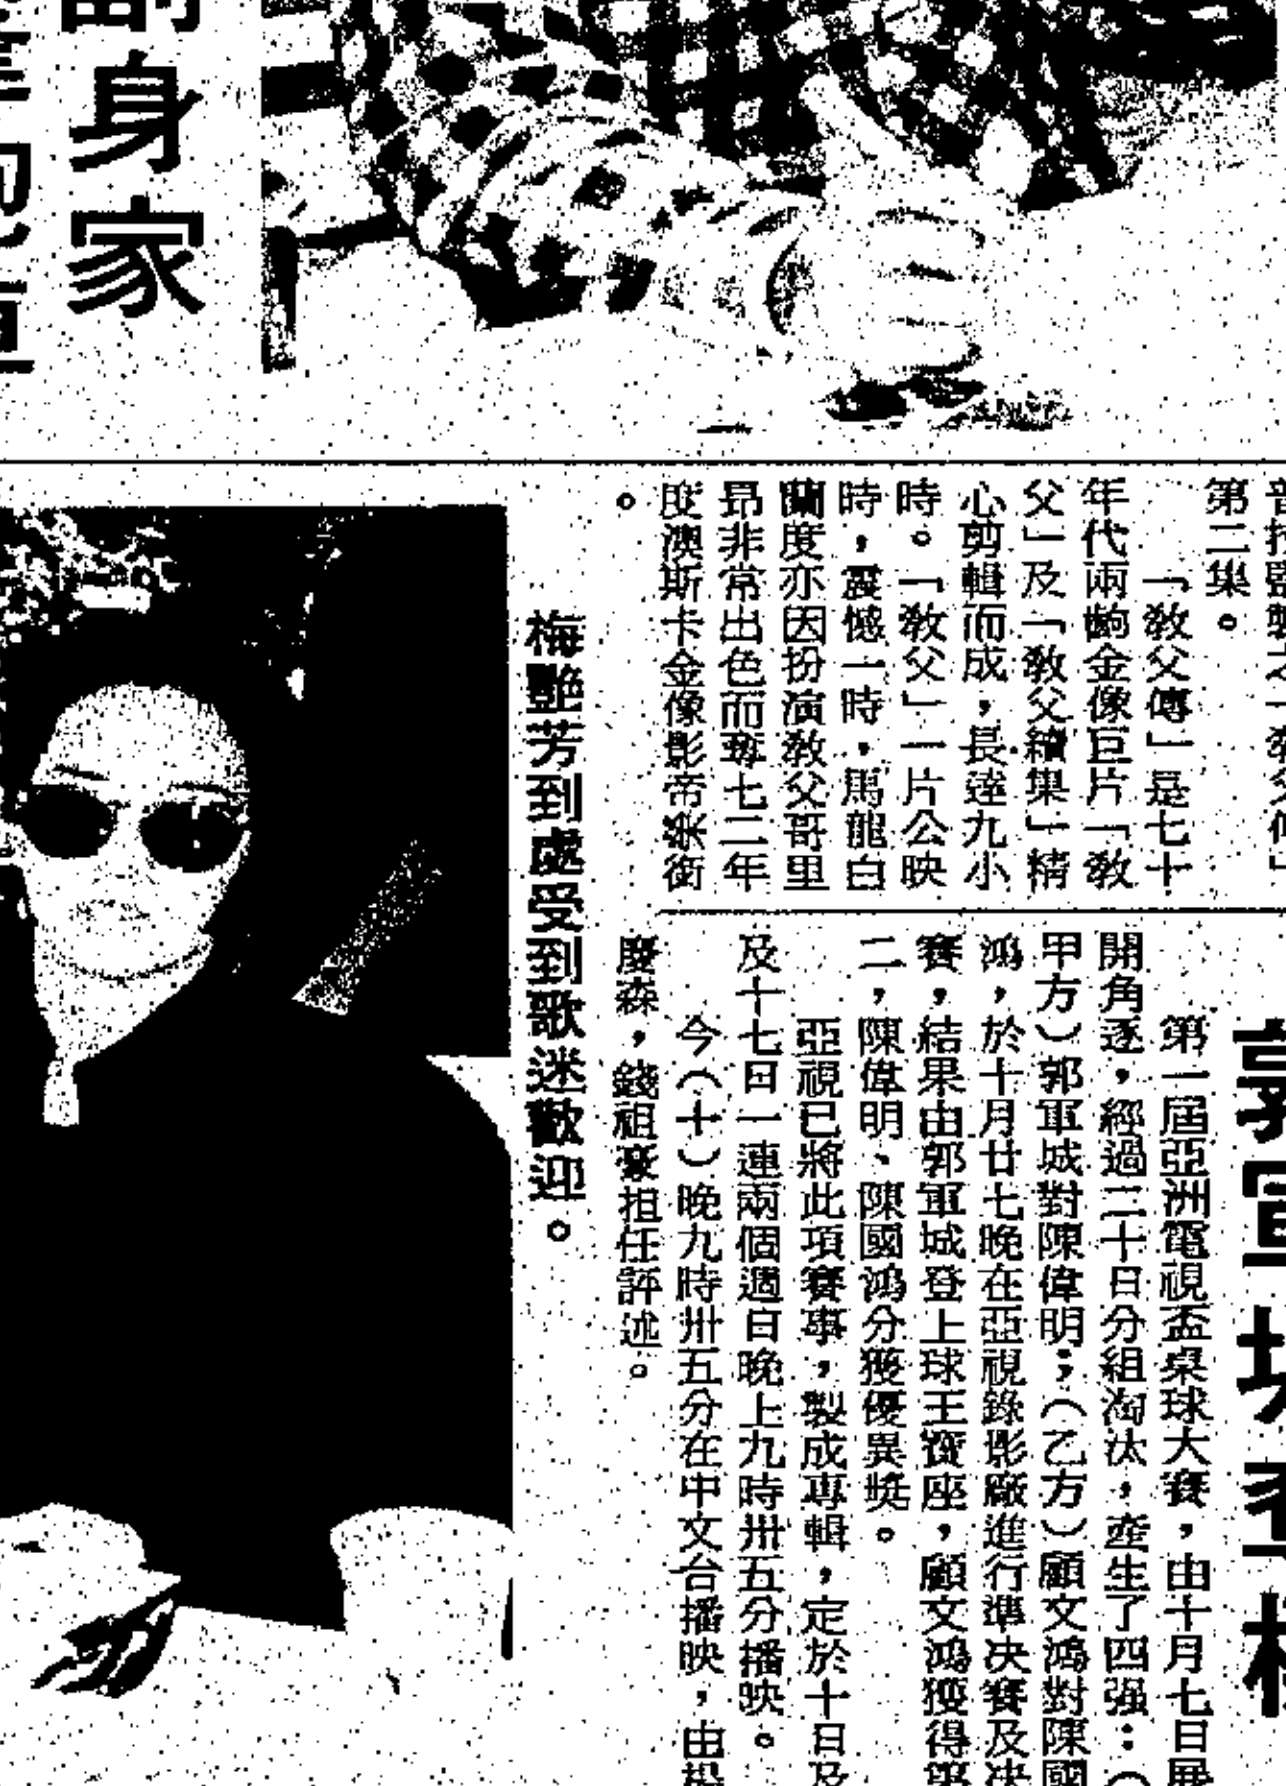 身家
第二集。
「教父傳」是七十
年代兩齣金像巨片「教
父」及「教父續集」精
心剪輯而成，長達九小
時。「教父」一片公映
時，震憾一時，馬龍白
蘭度亦因扮演教父哥里
昂非常出色而奪七二年
度澳斯卡金像影帝銜
。
第一屆亞洲電視盃桌球大賽，由十月七日展
開角逐，經過二十日分組淘汰，產生了四强：（
甲方）郭軍城對陳偉明；（乙方）顧文鴻對陳國
鴻，於十月廿七晚在亞視錄影廠進行準决賽及决
賽，結果由郭軍城登上球王寶座，顧文鴻獲得第
二，陳偉明、陳國鴻分獲優異獎。
亞視已將此項賽事，製成專輯，定於十日及
及十七日一連兩個週日晚上九時卅五分播映。
今（十）晚九時卅五分在中文台播映，由楊
慶森，錢祖豪担任評述。
梅艷芳到處受到歌迷歡迎。